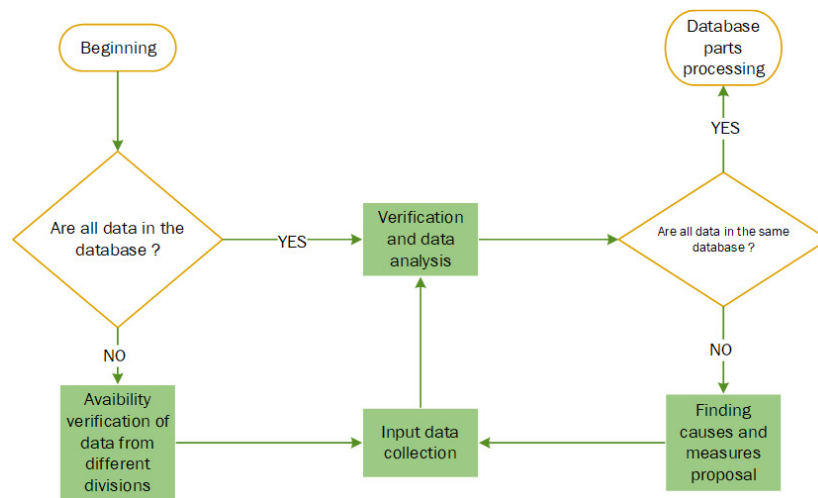 Beginning
Database
parts
processing
YES
Are all data in the
database ?
YES
Verification
and data
analysis
Are all data in the same
database ?
NO
NO
Avaibility
verification of
data from
different
divisions
Input data
collection
Finding
causes and
measures
proposal